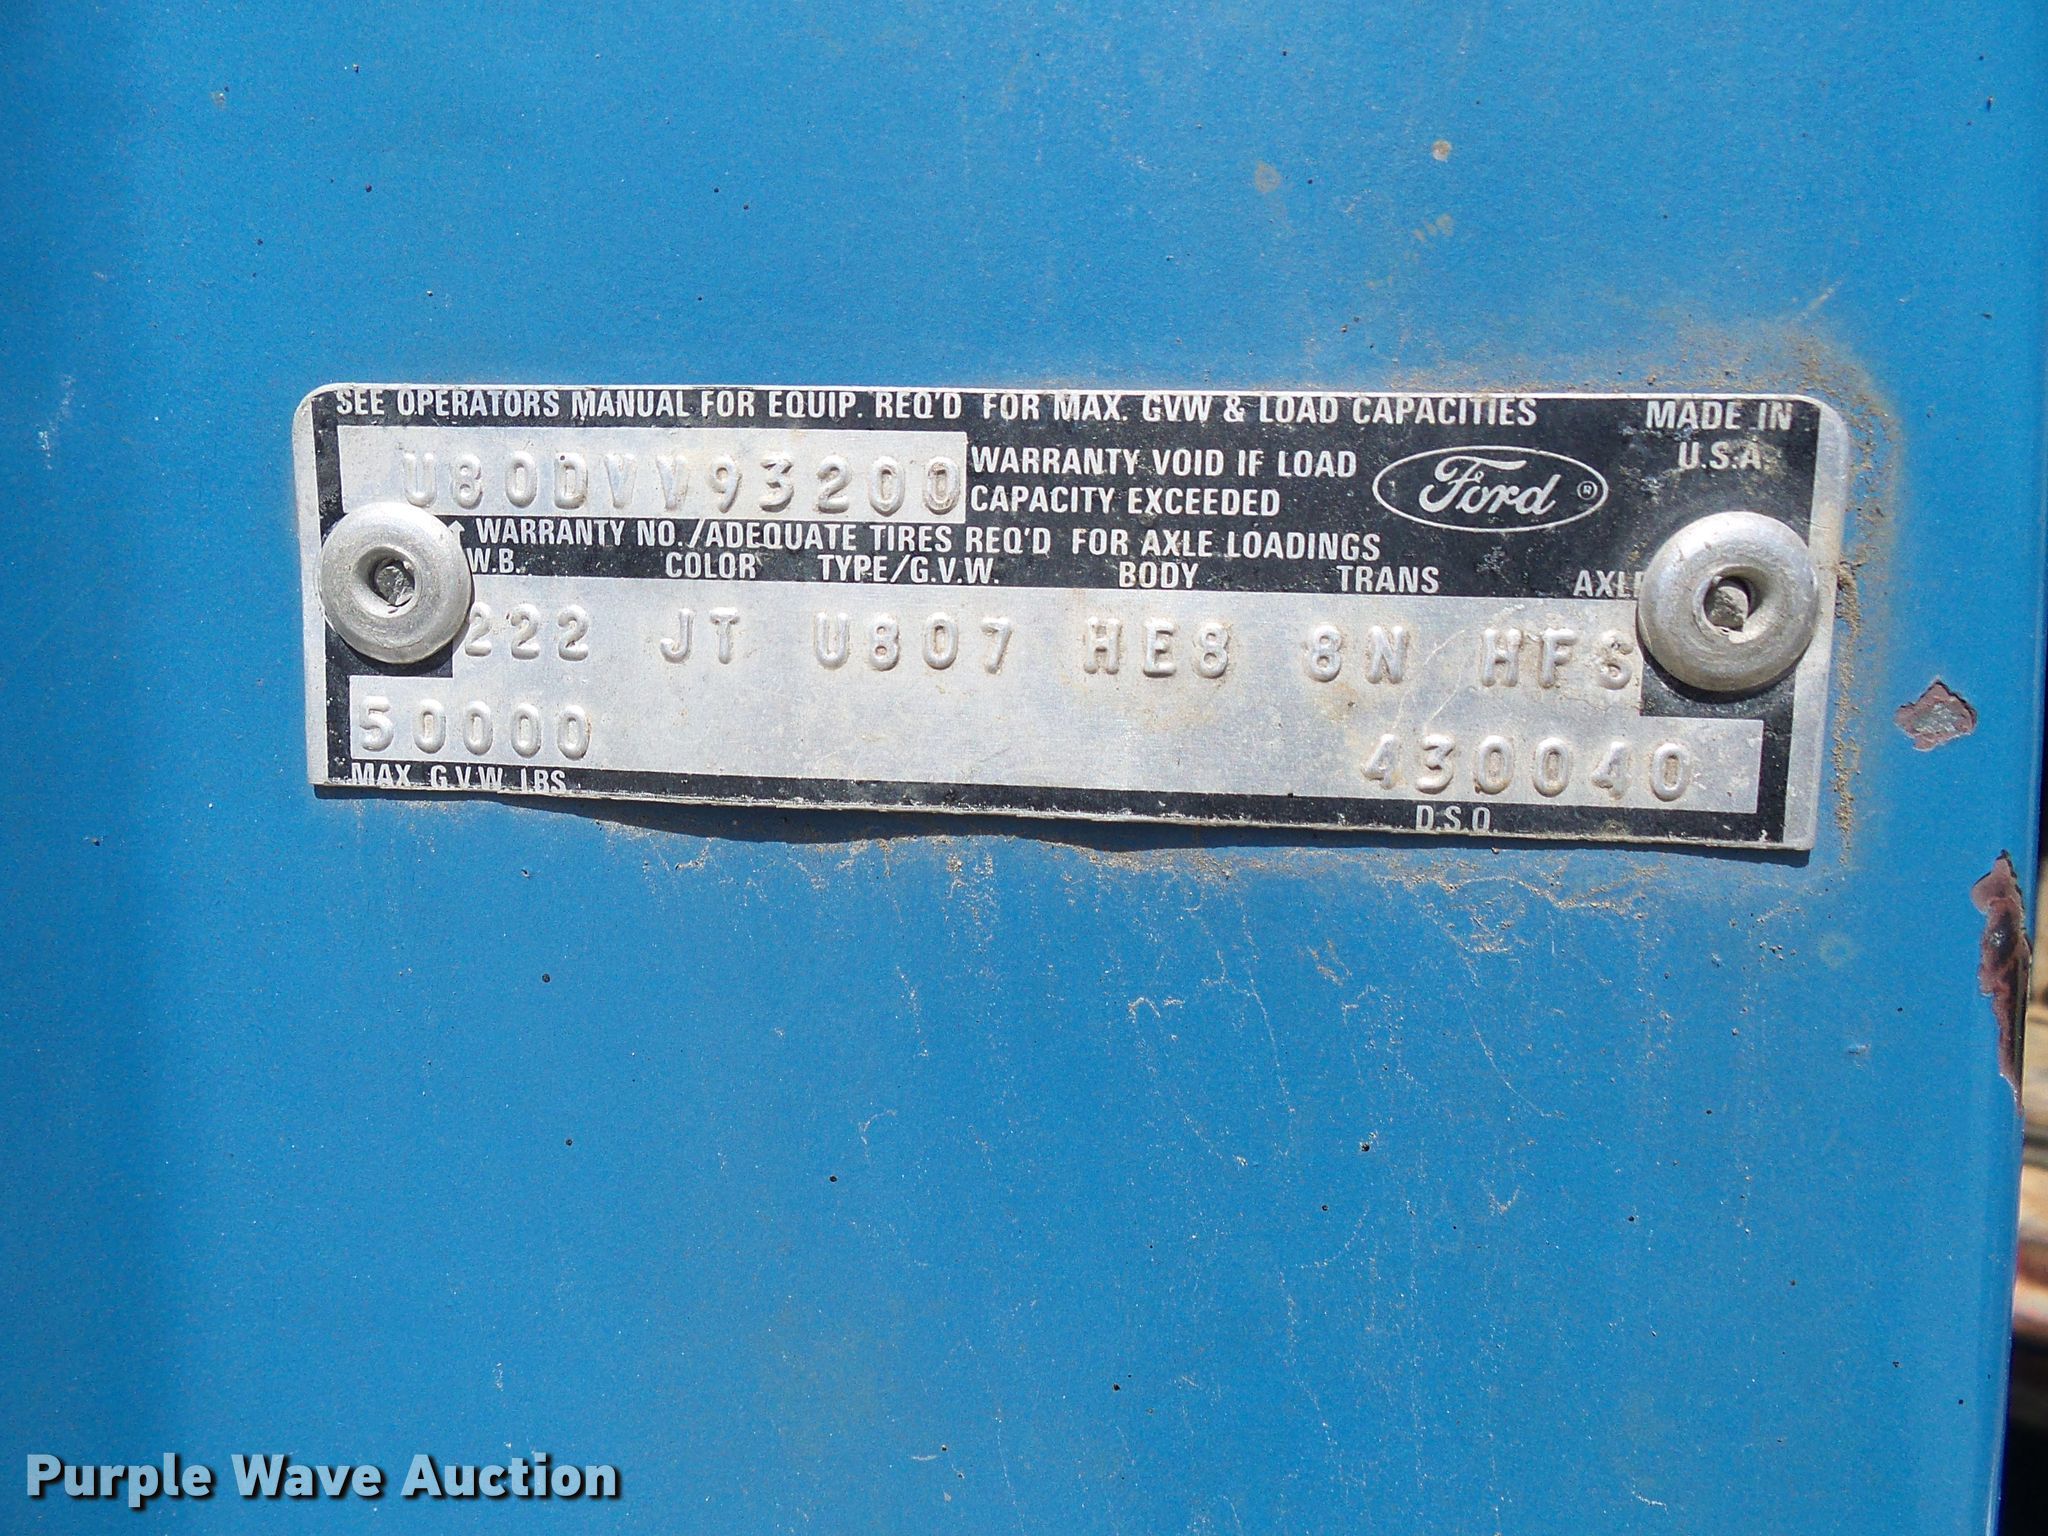 SEE OPERATORS MANUAL FOR EQUIP. REQ'D FOR MAX. GVW & LOAD CAPACITIES
MADE IN
U.S.A.
U80DVV93200
WARRANTY VOID IF LOAD
CAPACITY EXCEEDED
Ford ®
↑ WARRANTY NO./ADEQUATE TIRES REQ'D FOR AXLE LOADINGS
W.B. COLOR TYPE/G.V.W. BODY TRANS AXLE
222 JT U807 HE8 8N HFS
50000 430040
MAX. G.V.W. LBS.
D.S.O.
Purple Wave Auction